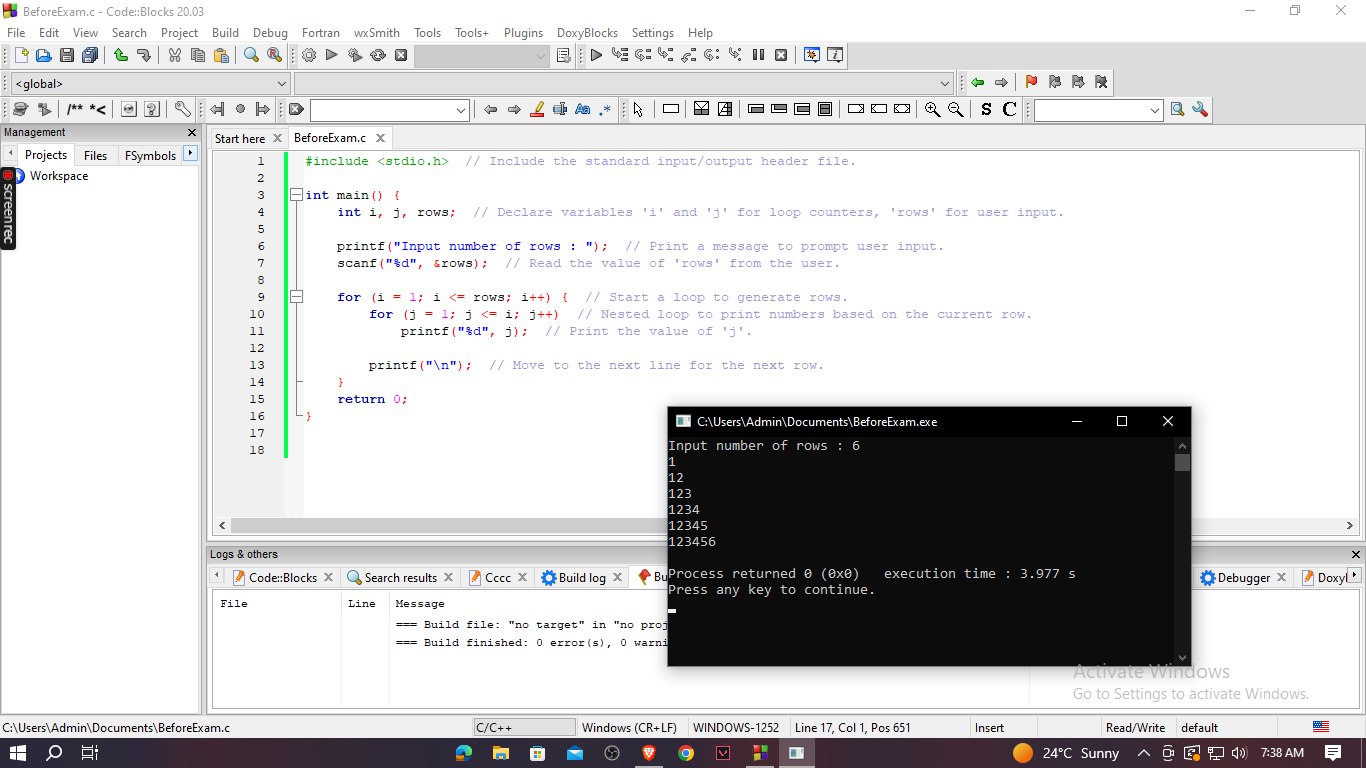 BeforeExam.c - Code::Blocks 20.03
File Edit View Search Project Build Debug Fortran wxSmith Tools Tools+ Plugins DoxyBlocks Settings Help
<global>
/** *< Aa .* S C
Management
Projects Files FSymbols
Workspace
screenrec
Start here BeforeExam.c
1 #include <stdio.h>  // Include the standard input/output header file.
2
3 int main() {
4     int i, j, rows;  // Declare variables 'i' and 'j' for loop counters, 'rows' for user input.
5
6     printf("Input number of rows : ");  // Print a message to prompt user input.
7     scanf("%d", &rows);  // Read the value of 'rows' from the user.
8
9     for (i = 1; i <= rows; i++) {  // Start a loop to generate rows.
10         for (j = 1; j <= i; j++)  // Nested loop to print numbers based on the current row.
11             printf("%d", j);  // Print the value of 'j'.
12
13         printf("\n");  // Move to the next line for the next row.
14     }
15     return 0;
16 }
17
18
C:\Users\Admin\Documents\BeforeExam.exe
Input number of rows : 6
1
12
123
1234
12345
123456
Process returned 0 (0x0)   execution time : 3.977 s
Press any key to continue.
Logs & others
Code::Blocks Search results Cccc Build log Bu Debugger Doxyl
File Line Message
=== Build file: "no target" in "no proj
=== Build finished: 0 error(s), 0 warni
Activate Windows
Go to Settings to activate Windows.
C:\Users\Admin\Documents\BeforeExam.c C/C++ Windows (CR+LF) WINDOWS-1252 Line 17, Col 1, Pos 651 Insert Read/Write default
24°C Sunny 7:38 AM